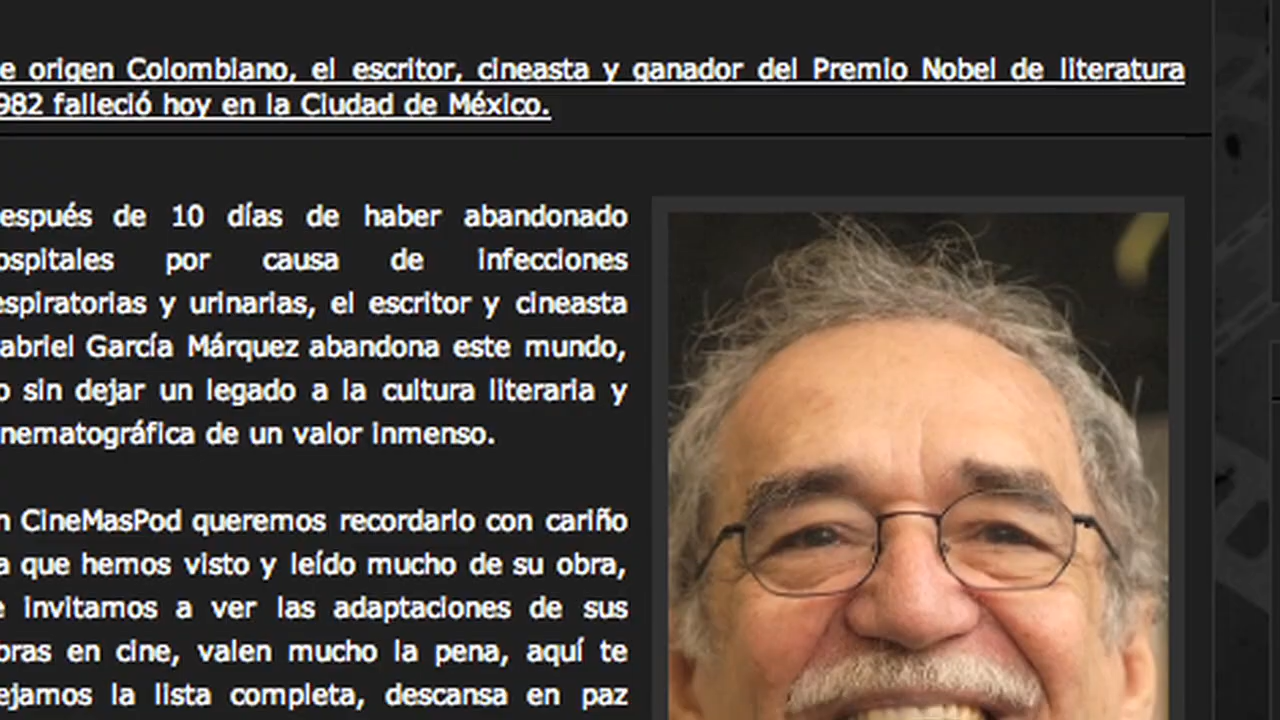 e origen Colombiano, el escritor, cineasta y ganador del Premio Nobel de literatura
982 falleció hoy en la Ciudad de México.
espués de 10 días de haber abandonado
ospitales por causa de infecciones
espiratorias y urinarias, el escritor y cineasta
abriel García Márquez abandona este mundo,
o sin dejar un legado a la cultura literaria y
nematográfica de un valor inmenso.
n CineMasPod queremos recordarlo con cariño
a que hemos visto y leído mucho de su obra,
e invitamos a ver las adaptaciones de sus
oras en cine, valen mucho la pena, aquí te
ejamos la lista completa, descansa en paz